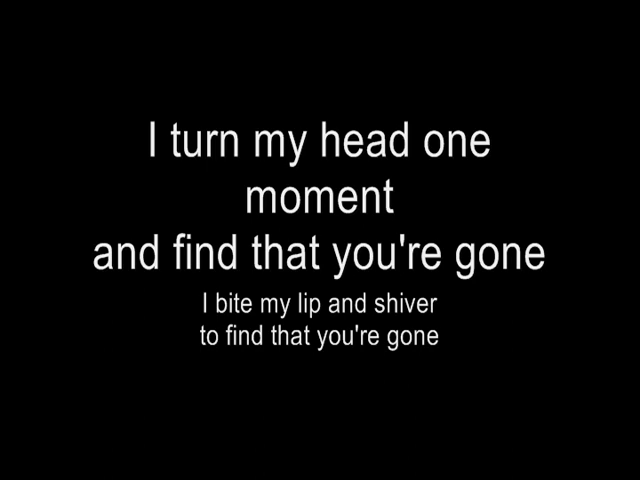 I turn my head one
moment
and find that you're gone
I bite my lip and shiver
to find that you're gone